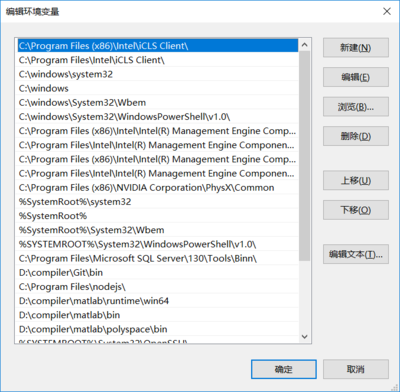 编辑环境变量
C:\Program Files (x86)\Intel\iCLS Client\
C:\Program Files\Intel\iCLS Client\
C:\windows\system32
C:\windows
C:\windows\System32\Wbem
C:\windows\System32\WindowsPowerShell\v1.0\
C:\Program Files (x86)\Intel\Intel(R) Management Engine Comp...
C:\Program Files\Intel\Intel(R) Management Engine Componen...
C:\Program Files (x86)\Intel\Intel(R) Management Engine Comp...
C:\Program Files\Intel\Intel(R) Management Engine Componen...
C:\Program Files (x86)\NVIDIA Corporation\PhysX\Common
%SystemRoot%\system32
%SystemRoot%
%SystemRoot%\System32\Wbem
%SYSTEMROOT%\System32\WindowsPowerShell\v1.0\
C:\Program Files\Microsoft SQL Server\130\Tools\Binn\
D:\compiler\Git\bin
C:\Program Files\nodejs\
D:\compiler\matlab\runtime\win64
D:\compiler\matlab\bin
D:\compiler\matlab\polyspace\bin
%SYSTEMROOT%\System32\OpenSSH\
新建(N)
编辑(E)
浏览(B)...
删除(D)
上移(U)
下移(O)
编辑文本(T)...
确定
取消